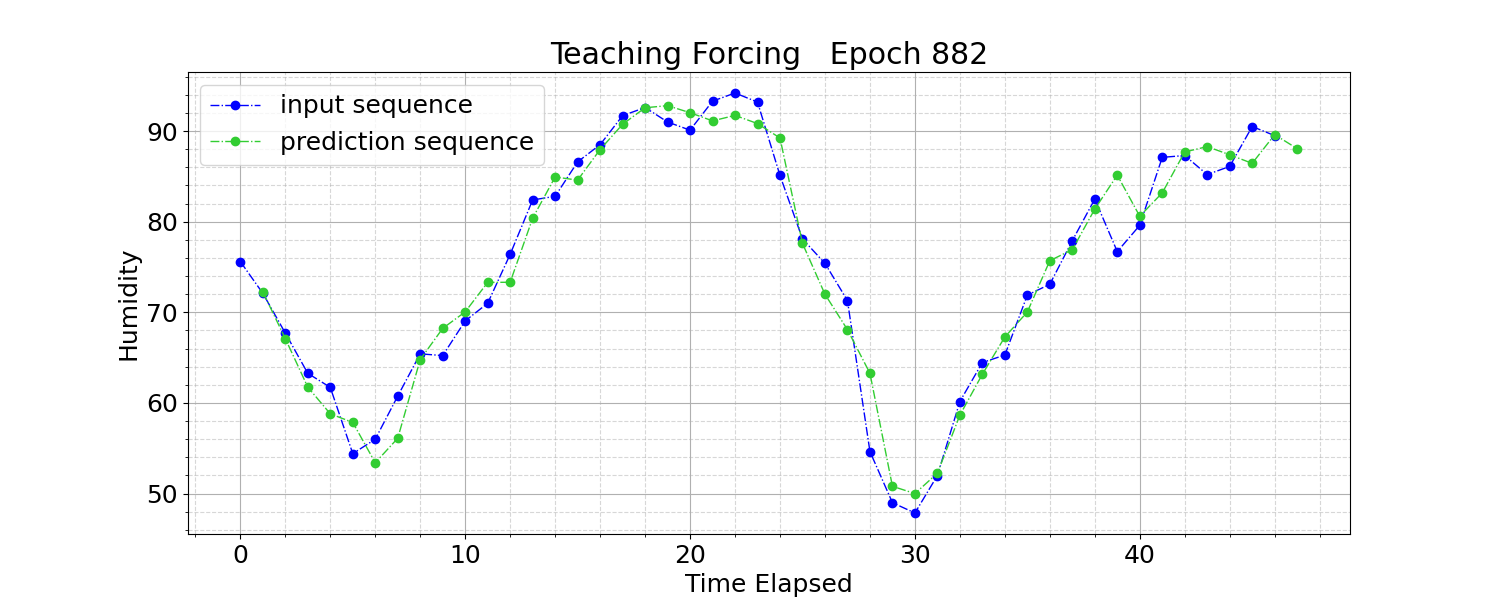 Teaching Forcing   Epoch 882
input sequence
prediction sequence
90
80
70
60
50
Humidity
0 10 20 30 40
Time Elapsed